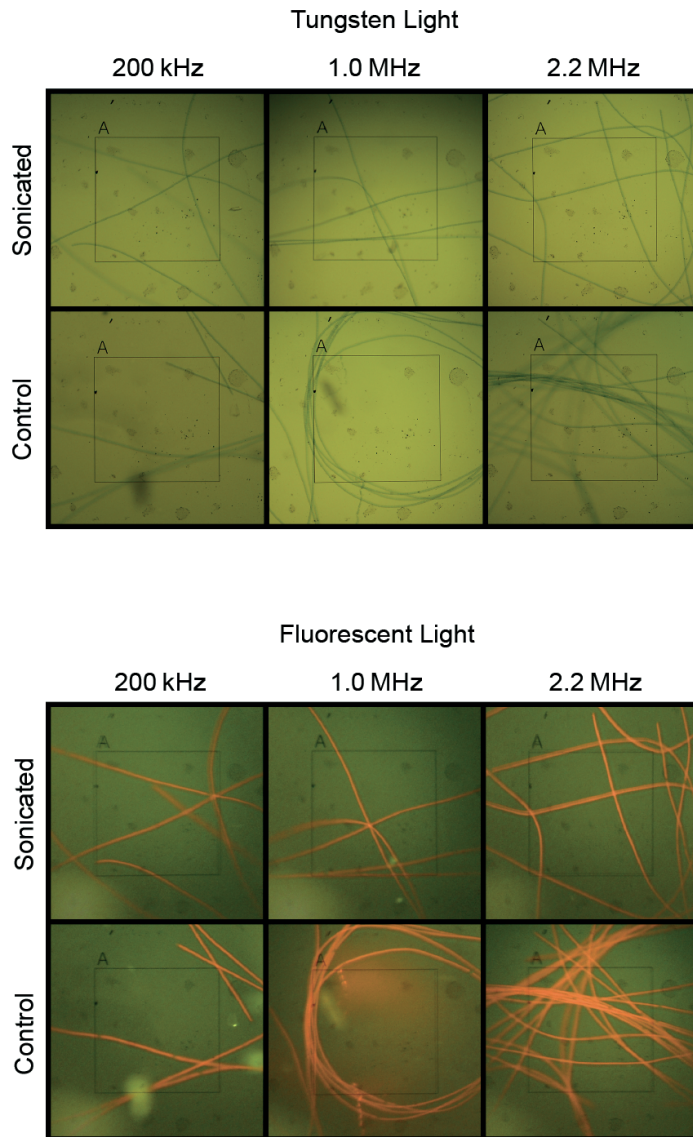 Tungsten Light
200 kHz 1.0 MHz 2.2 MHz
Sonicated
A A A
Control
A A A
Fluorescent Light
200 kHz 1.0 MHz 2.2 MHz
Sonicated
A A A
Control
A A A